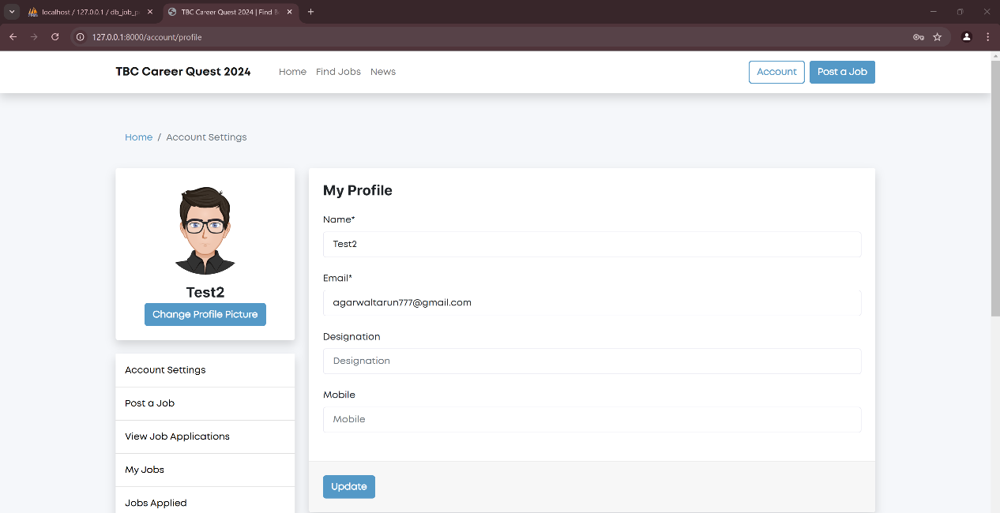 localhost / 127.0.0.1 / db_job_p
TBC Career Quest 2024 | Find B
127.0.0.1:8000/account/profile
TBC Career Quest 2024
Home Find Jobs News
Account Post a Job
Home / Account Settings
Test2
Change Profile Picture
Account Settings
Post a Job
View Job Applications
My Jobs
Jobs Applied
My Profile
Name*
Test2
Email*
agarwaltarun777@gmail.com
Designation
Designation
Mobile
Mobile
Update